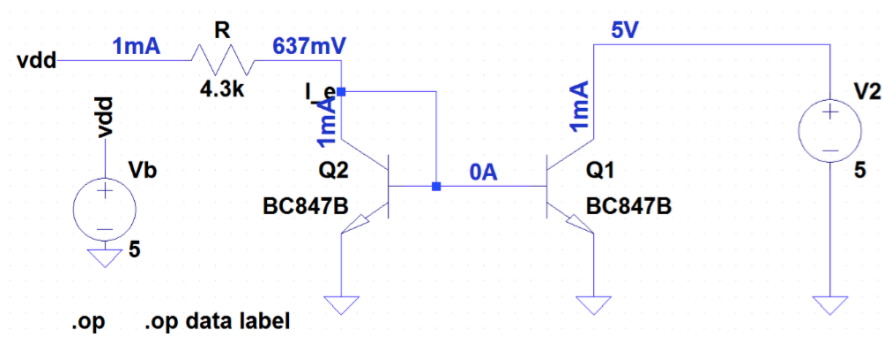 R
5V
vdd
1mA
637mV
4.3k
I_e
V2
vdd
1mA
1mA
Vb
Q2
0A
Q1
5
BC847B
BC847B
5
.op
.op data label